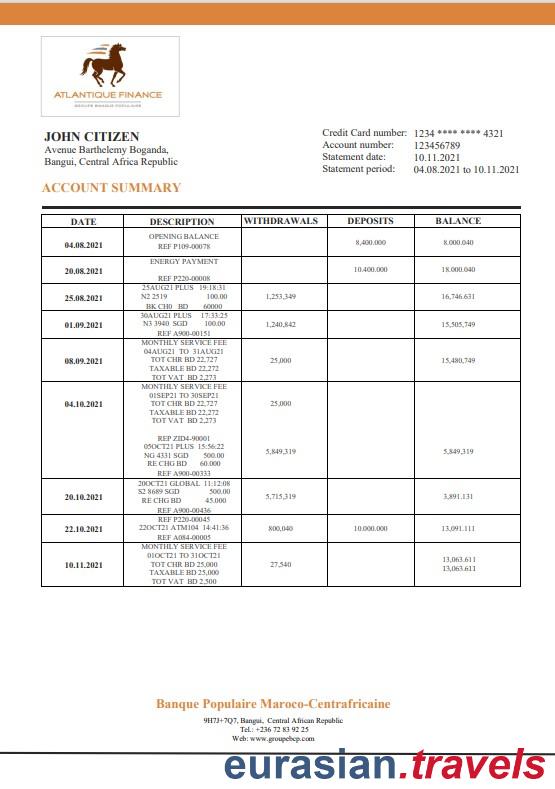 ATLANTIQUE FINANCE
GROUPE BANQUE POPULAIRE
JOHN CITIZEN
Avenue Barthelemy Boganda,
Bangui, Central Africa Republic
Credit Card number: 1234 **** **** 4321
Account number: 123456789
Statement date: 10.11.2021
Statement period: 04.08.2021 to 10.11.2021
ACCOUNT SUMMARY
DATE DESCRIPTION WITHDRAWALS DEPOSITS BALANCE
04.08.2021 OPENING BALANCE 8,400.000 8.000.040
REF P109-00078
20.08.2021 ENERGY PAYMENT 10.400.000 18.000.040
REF P220-00008
25.08.2021 25AUG21 PLUS 19:18:31 1,253,349 16,746.631
N2 2519 100.00
BK CH0 BD 60000
01.09.2021 30AUG21 PLUS 17:33:25 1,240,842 15,505,749
N3 3940 SGD 100.00
REF A900-00151
08.09.2021 MONTHLY SERVICE FEE 25,000 15,480,749
04AUG21 TO 31AUG21
TOT CHR BD 22,727
TAXABLE BD 22,272
TOT VAT BD 2,273
04.10.2021 MONTHLY SERVICE FEE 25,000
01SEP21 TO 30SEP21
TOT CHR BD 22,727
TAXABLE BD 22,272
TOT VAT BD 2,273
REP ZID4-90001
05OCT21 PLUS 15:56:22 5,849,319 5,849,319
NG 4331 SGD 500.00
RE CHG BD 60.000
REF A900-00333
20.10.2021 20OCT21 GLOBAL 11:12:08 5,715,319 3,891.131
S2 8689 SGD 500.00
RE CHG BD 45.000
REF A900-00436
22.10.2021 REF P220-00045 800,040 10.000.000 13,091.111
22OCT21 ATM104 14:41:36
REF A084-00005
10.11.2021 MONTHLY SERVICE FEE 27,540 13,063.611
01OCT21 TO 31OCT21 13,063.611
TOT CHR BD 25,000
TAXABLE BD 25,000
TOT VAT BD 2,500
Banque Populaire Maroco-Centrafricaine
9H7J+7Q7, Bangui, Central African Republic
Tel.: +236 72 83 92 25
Web: www.groupebcp.com
eurasian.travels